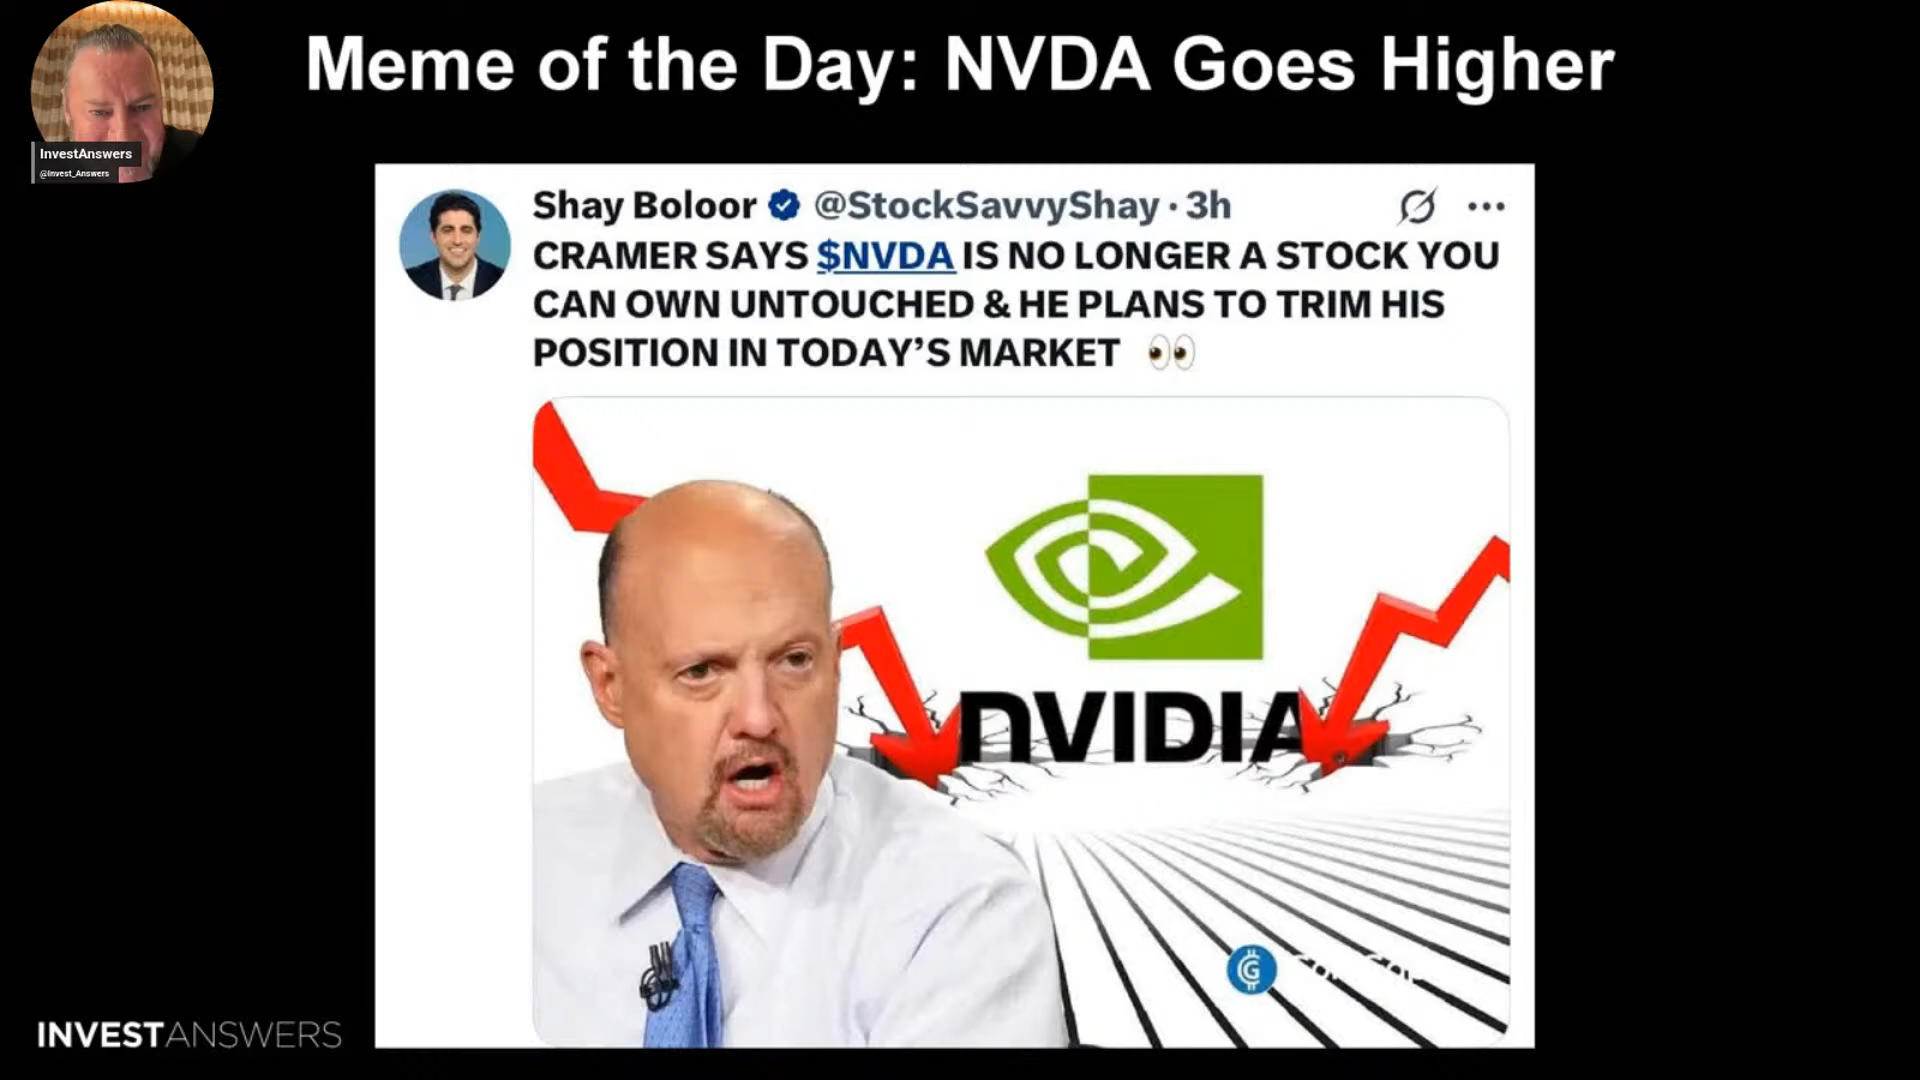 Meme of the Day: NVDA Goes Higher
InvestAnswers
@Invest_Answers
Shay Boloor @StockSavvyShay · 3h
CRAMER SAYS $NVDA IS NO LONGER A STOCK YOU
CAN OWN UNTOUCHED & HE PLANS TO TRIM HIS
POSITION IN TODAY’S MARKET 👀
NVIDIA
INVESTANSWERS